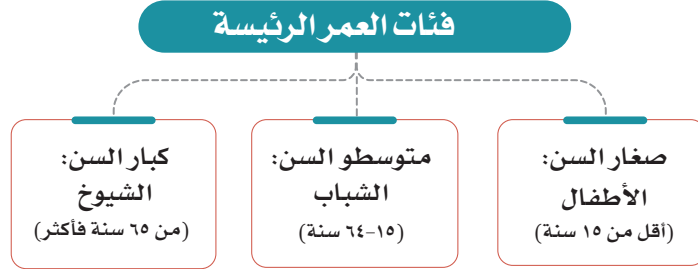 فئات العمر الرئيسة
صغار السن:
الأطفال
(أقل من ١٥ سنة)
متوسطو السن:
الشباب
(١٥-٦٤ سنة)
كبار السن:
الشيوخ
(من ٦٥ سنة فأكثر)